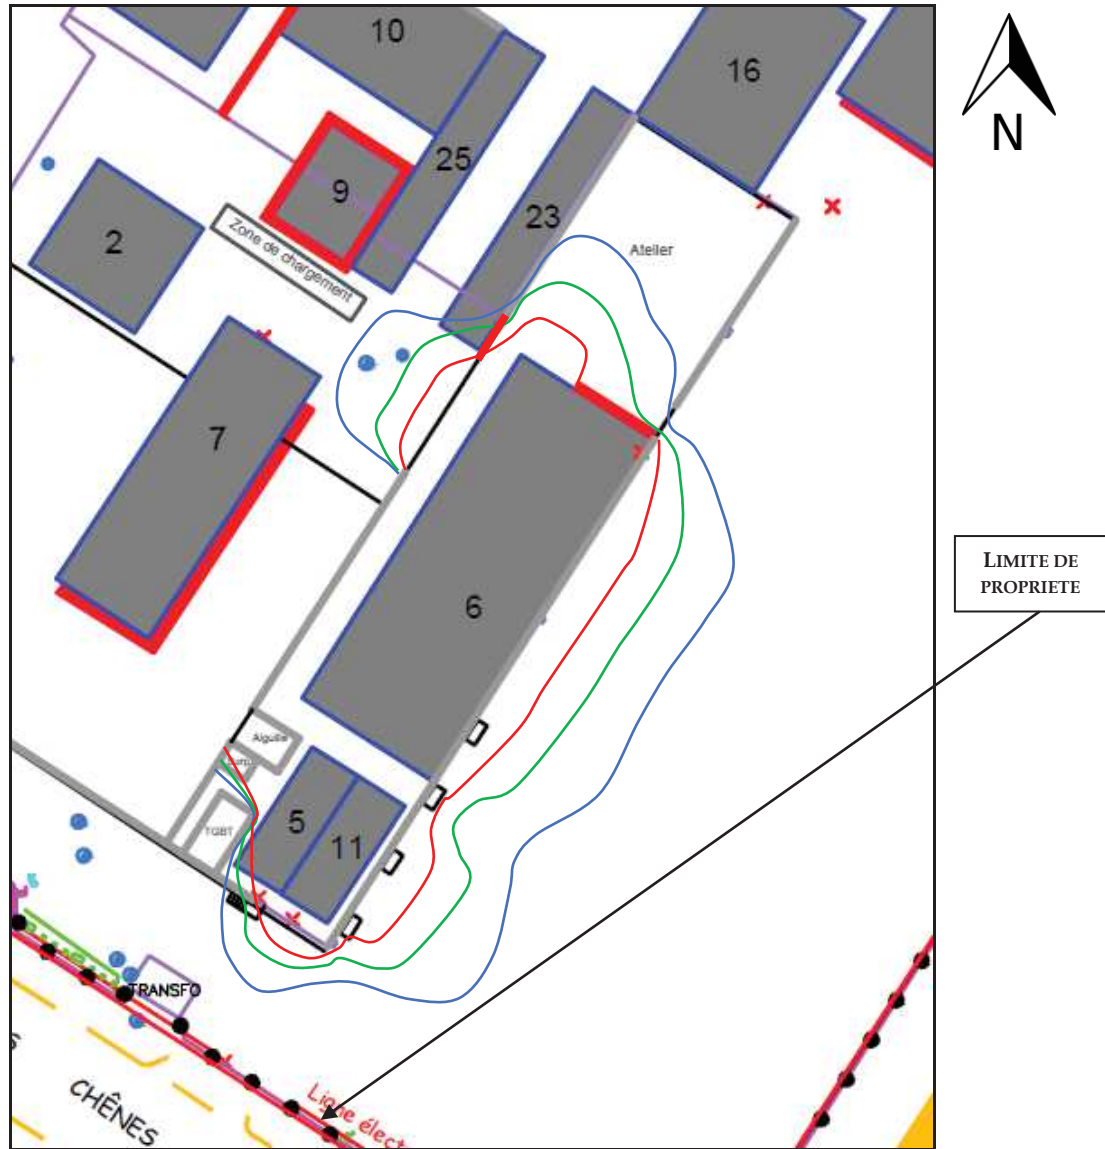 10
16
25
9
23
2
Zone de chargement
Atelier
N
7
6
LIMITE DE
PROPRIETE
Aiguille
5
11
TGBT
TRANSFO
CHÊNES
Ligne élect